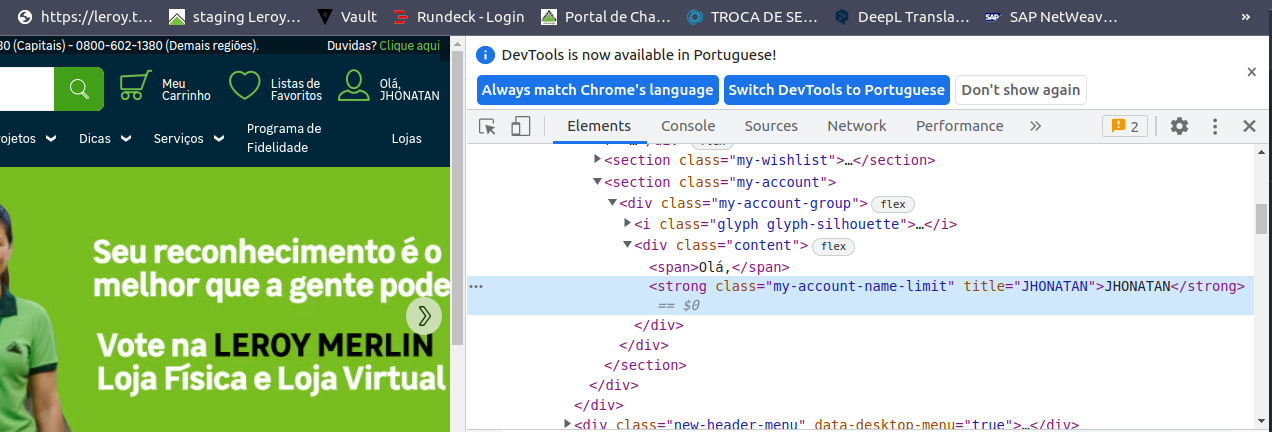 https://leroy.t... staging Leroy... Vault Rundeck - Login Portal de Cha... TROCA DE SE... DeepL Transla... SAP NetWeav... »
80 (Capitais) - 0800-602-1380 (Demais regiões). Duvidas? Clique aqui
Meu Carrinho
Listas de Favoritos
Olá, JHONATAN
ojetos Dicas Serviços Programa de Fidelidade Lojas
Seu reconhecimento é o
melhor que a gente pode
Vote na LEROY MERLIN
Loja Física e Loja Virtual
DevTools is now available in Portuguese!
Always match Chrome's language Switch DevTools to Portuguese Don't show again
Elements Console Sources Network Performance » 2
<section class="my-wishlist">…</section>
<section class="my-account">
<div class="my-account-group"> flex
<i class="glyph glyph-silhouette">…</i>
<div class="content"> flex
<span>Olá,</span>
<strong class="my-account-name-limit" title="JHONATAN">JHONATAN</strong>
== $0
</div>
</div>
</section>
</div>
</div>
<div class="new-header-menu" data-desktop-menu="true">…</div>